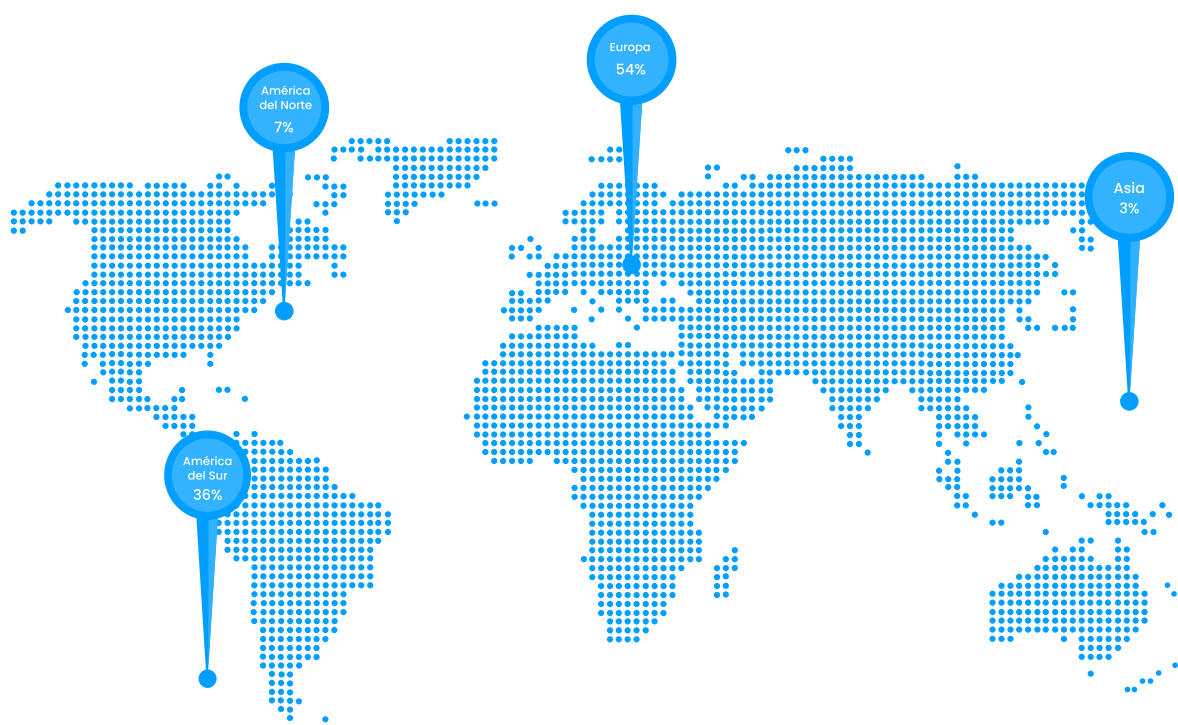 Europa
54%
América
del Norte
7%
Asia
3%
América
del Sur
36%